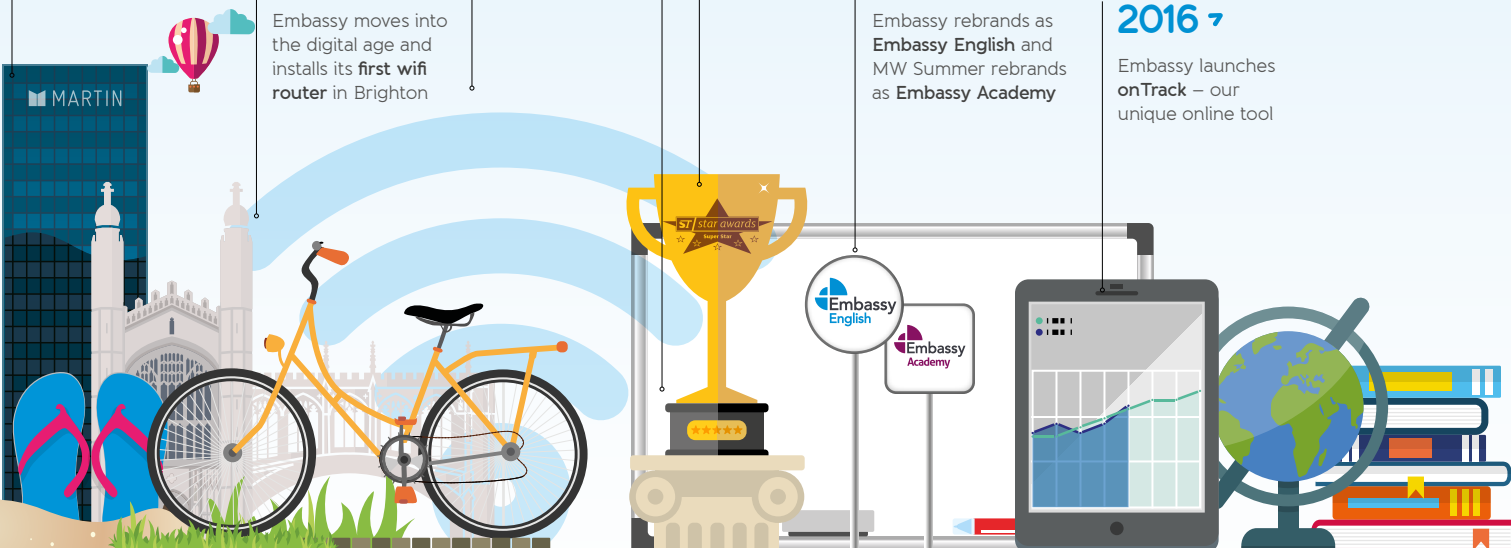 Embassy moves into
the digital age and
installs its first wifi
router in Brighton
Embassy rebrands as
Embassy English and
MW Summer rebrands
as Embassy Academy
2016
Embassy launches
onTrack – our
unique online tool
MARTIN
ST star awards
Super Star
Embassy
English
Embassy
Academy